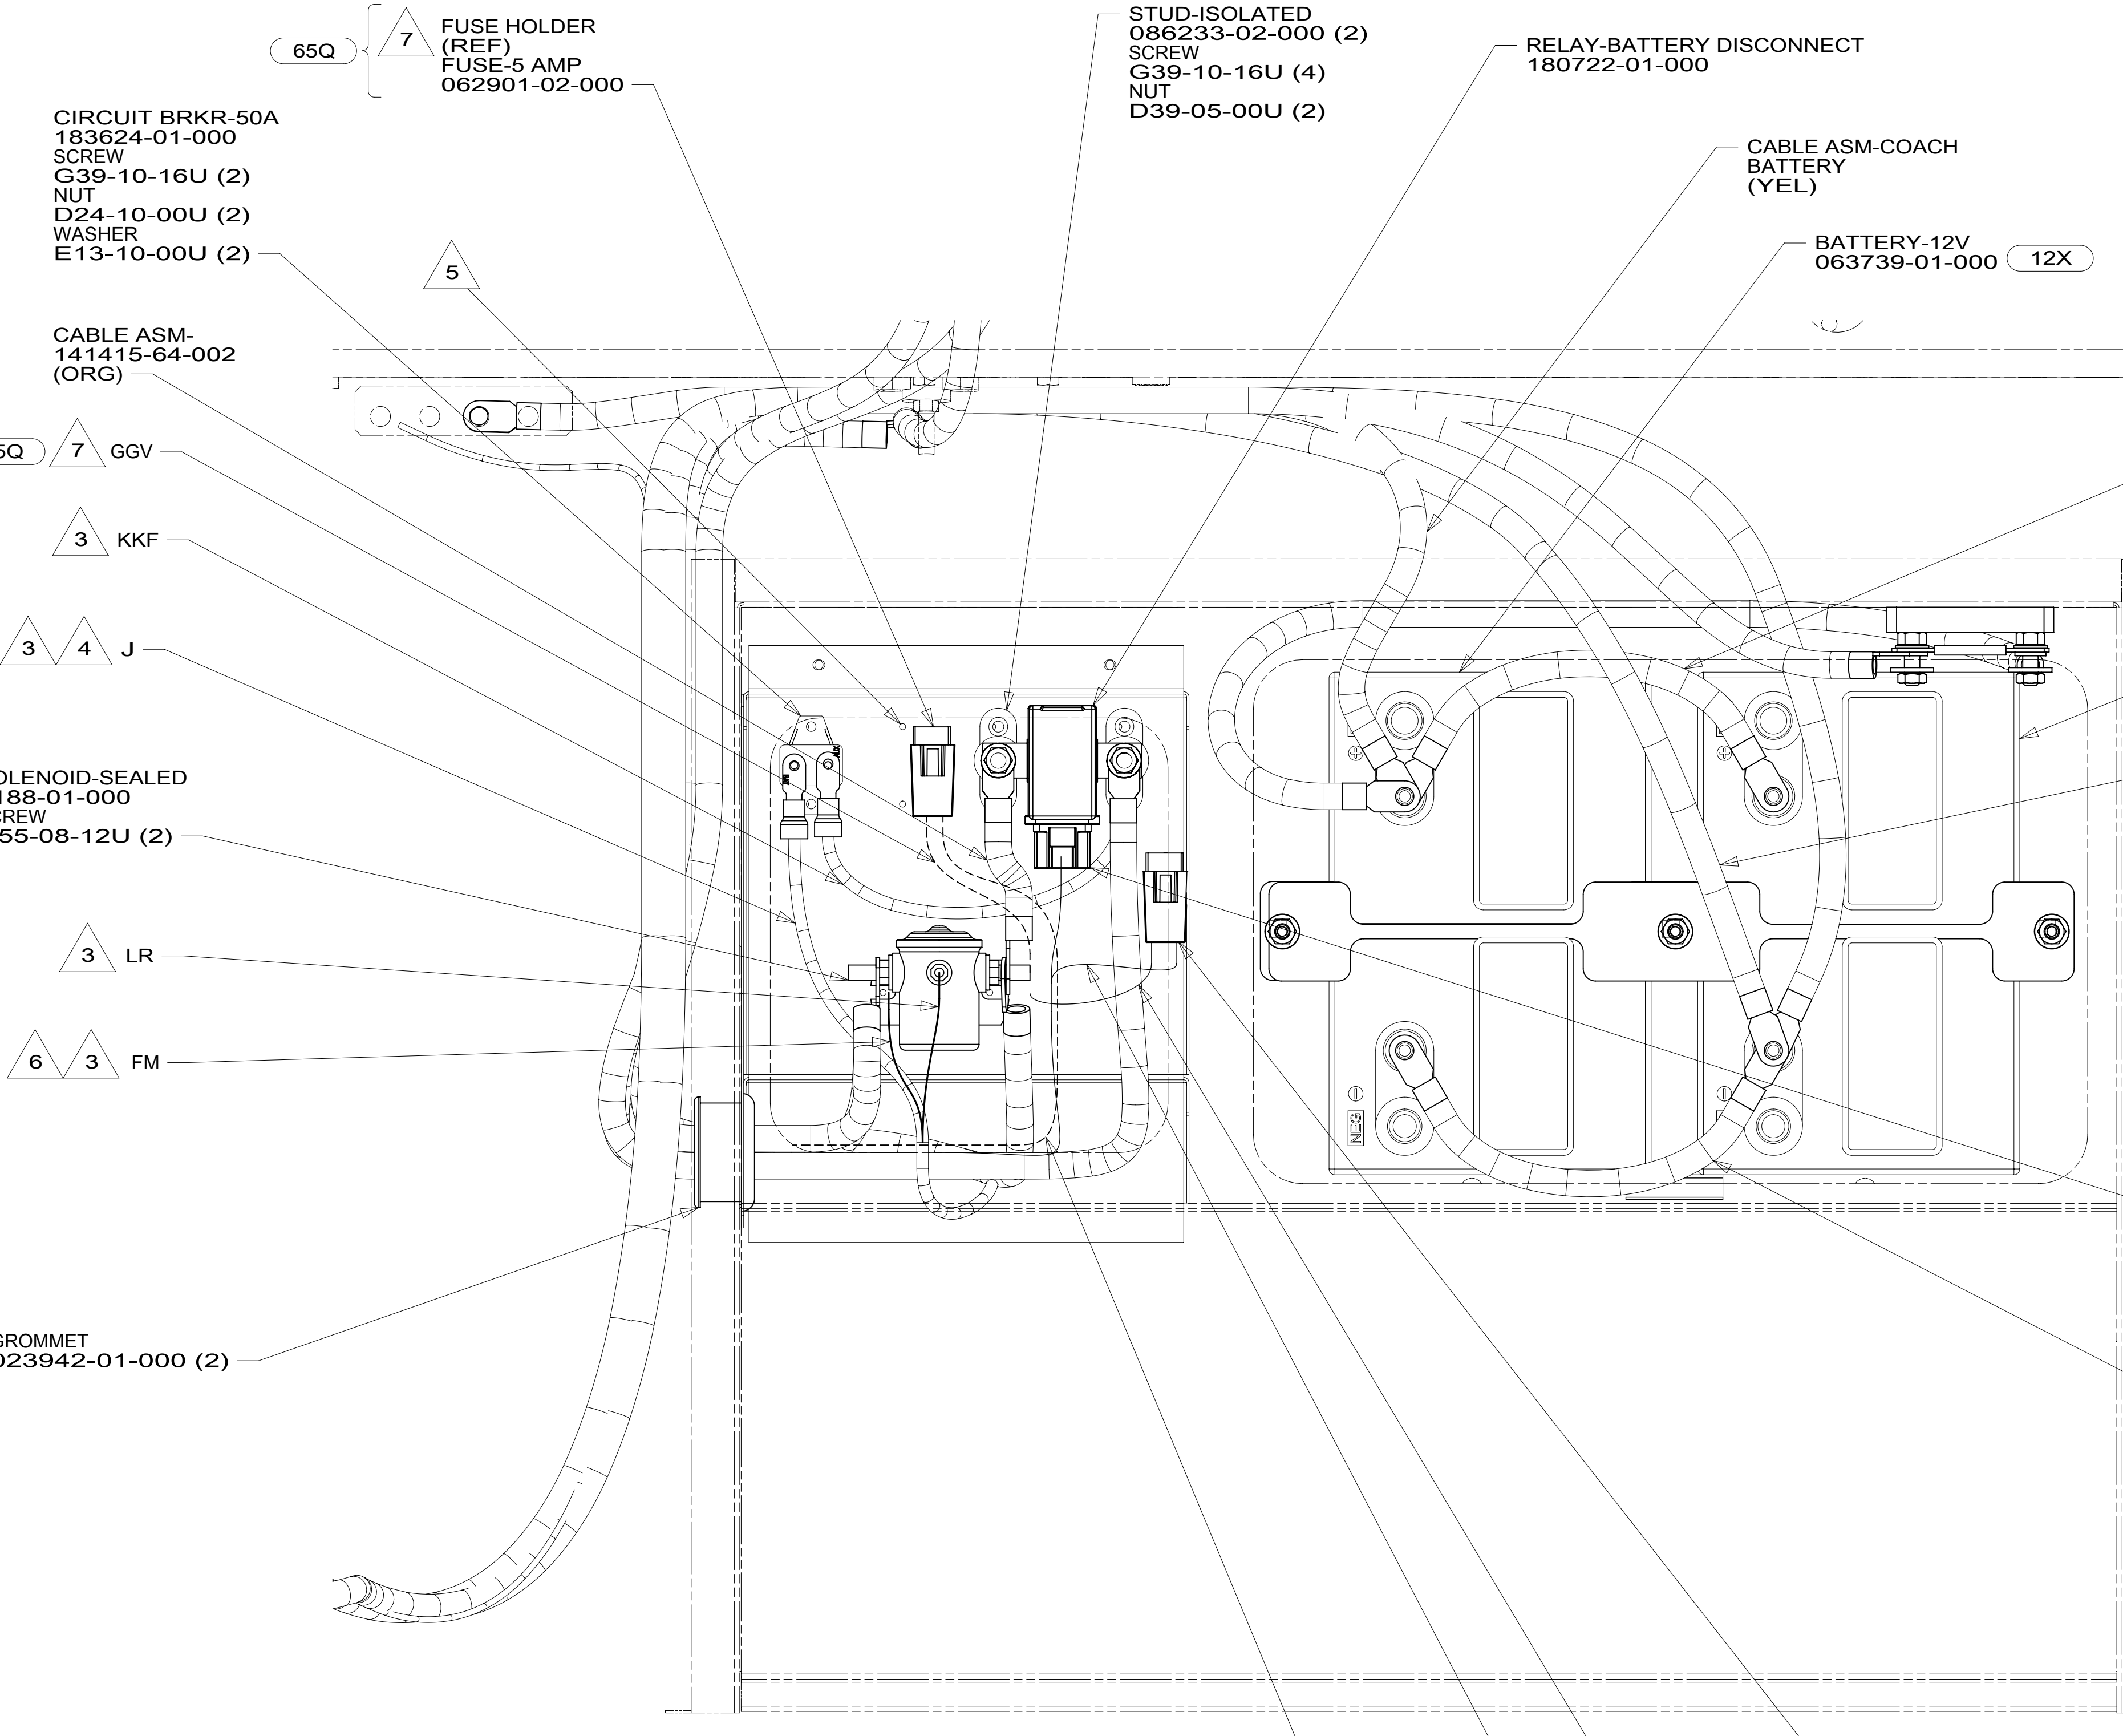 65Q
7
FUSE HOLDER
(REF)
FUSE-5 AMP
062901-02-000
STUD-ISOLATED
086233-02-000 (2)
SCREW
G39-10-16U (4)
NUT
D39-05-00U (2)
RELAY-BATTERY DISCONNECT
180722-01-000
CIRCUIT BRKR-50A
183624-01-000
SCREW
G39-10-16U (2)
NUT
D24-10-00U (2)
WASHER
E13-10-00U (2)
CABLE ASM-COACH
BATTERY
(YEL)
BATTERY-12V
063739-01-000 12X
5
CABLE ASM-
141415-64-002
(ORG)
5Q 7 GGV
3 KKF
3 4 J
OLENOID-SEALED
188-01-000
CREW
55-08-12U (2)
BAT
AUX
+
+
3 LR
6 3 FM
NEG
GROMMET
023942-01-000 (2)